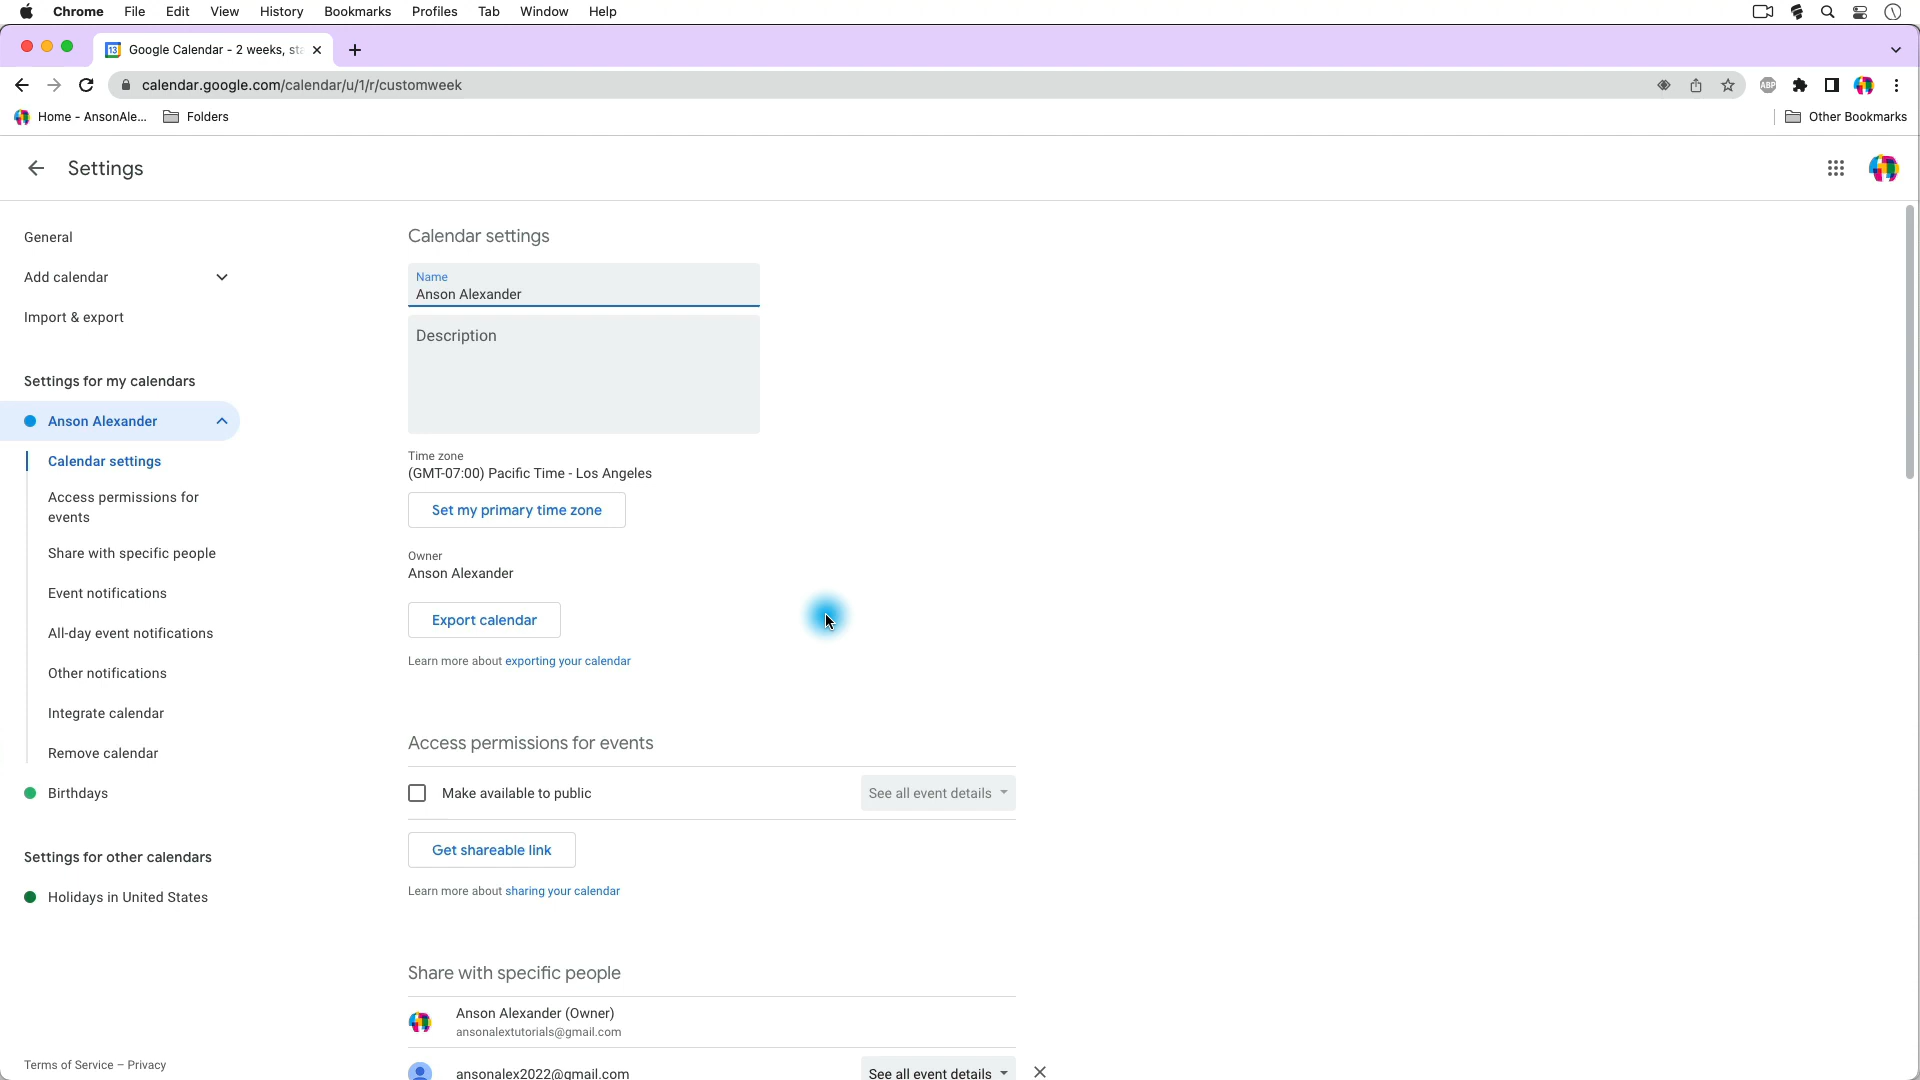 Chrome File Edit View History Bookmarks Profiles Tab Window Help
13 Google Calendar - 2 weeks, sta
calendar.google.com/calendar/u/1/r/customweek
ABP
Home - AnsonAle... Folders Other Bookmarks
Settings
General
Add calendar
Import & export
Settings for my calendars
Anson Alexander
Calendar settings
Access permissions for
events
Share with specific people
Event notifications
All-day event notifications
Other notifications
Integrate calendar
Remove calendar
Birthdays
Settings for other calendars
Holidays in United States
Terms of Service – Privacy
Calendar settings
Name
Anson Alexander
Description
Time zone
(GMT-07:00) Pacific Time - Los Angeles
Set my primary time zone
Owner
Anson Alexander
Export calendar
Learn more about exporting your calendar
Access permissions for events
Make available to public See all event details
Get shareable link
Learn more about sharing your calendar
Share with specific people
Anson Alexander (Owner)
ansonalextutorials@gmail.com
ansonalex2022@gmail.com See all event details